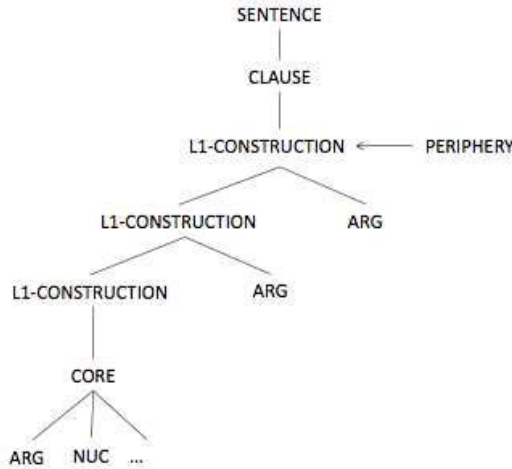 SENTENCE
CLAUSE
L1-CONSTRUCTION PERIPHERY
L1-CONSTRUCTION ARG
L1-CONSTRUCTION ARG
CORE
ARG NUC ...